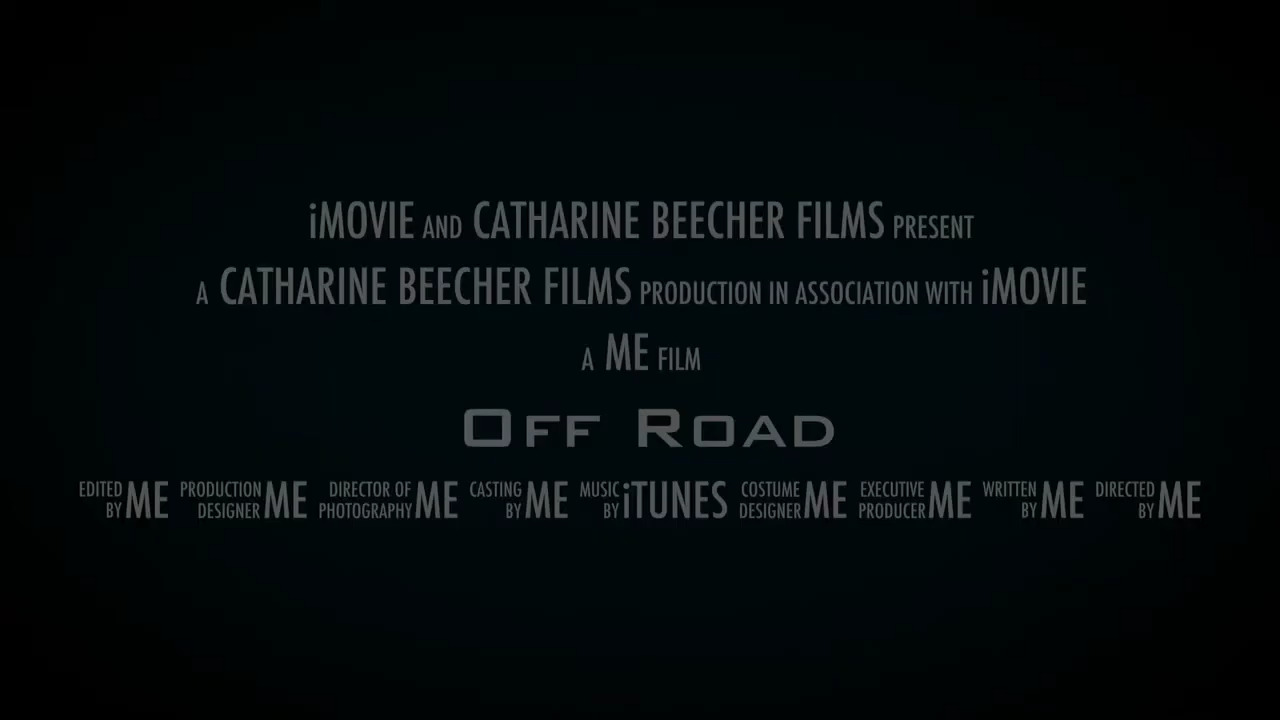 iMOVIE AND CATHARINE BEECHER FILMS PRESENT
A CATHARINE BEECHER FILMS PRODUCTION IN ASSOCIATION WITH iMOVIE
A ME FILM
OFF ROAD
EDITED BY ME PRODUCTION DESIGNER ME DIRECTOR OF PHOTOGRAPHY ME CASTING BY ME MUSIC BY iTUNES COSTUME DESIGNER ME EXECUTIVE PRODUCER ME WRITTEN BY ME DIRECTED BY ME